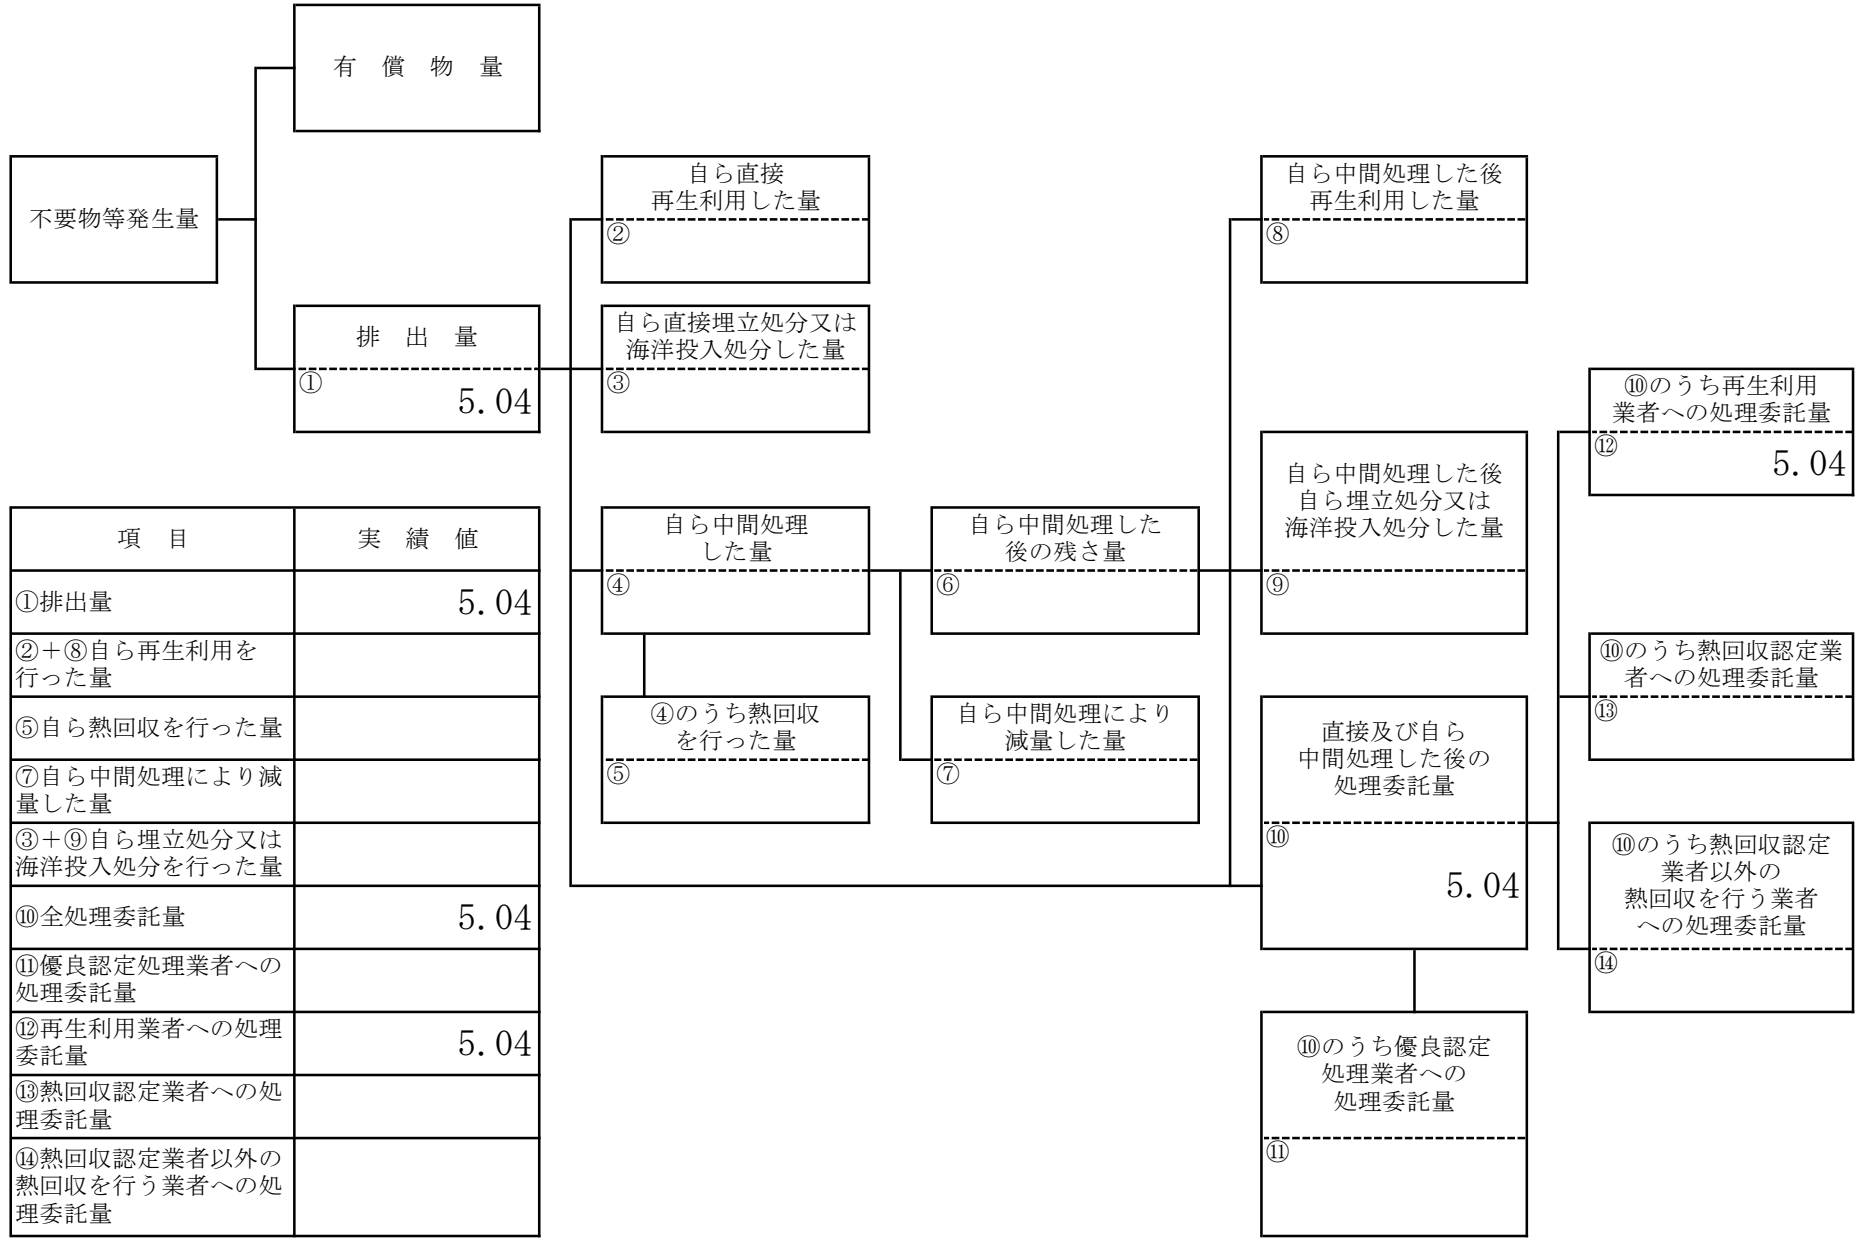 有 償 物 量
不要物等発生量
排 出 量
①
5.04
自ら直接
再生利用した量
②
自ら直接埋立処分又は
海洋投入処分した量
③
自ら中間処理
した量
④
④のうち熱回収
を行った量
⑤
自ら中間処理した
後の残さ量
⑥
自ら中間処理により
減量した量
⑦
自ら中間処理した後
再生利用した量
⑧
自ら中間処理した後
自ら埋立処分又は
海洋投入処分した量
⑨
直接及び自ら
中間処理した後の
処理委託量
⑩
5.04
⑩のうち優良認定
処理業者への
処理委託量
⑪
⑩のうち再生利用
業者への処理委託量
⑫
5.04
⑩のうち熱回収認定業
者への処理委託量
⑬
⑩のうち熱回収認定
業者以外の
熱回収を行う業者
への処理委託量
⑭
項 目 実 績 値
①排出量 5.04
②＋⑧自ら再生利用を
行った量
⑤自ら熱回収を行った量
⑦自ら中間処理により減
量した量
③＋⑨自ら埋立処分又は
海洋投入処分を行った量
⑩全処理委託量 5.04
⑪優良認定処理業者への
処理委託量
⑫再生利用業者への処理
委託量 5.04
⑬熱回収認定業者への処
理委託量
⑭熱回収認定業者以外の
熱回収を行う業者への処
理委託量